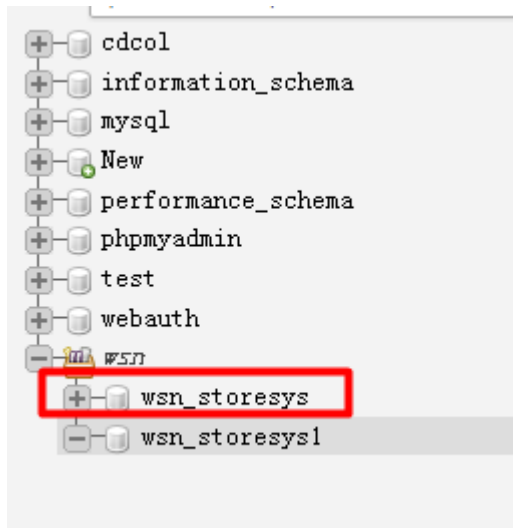 cdcol
information_schema
mysql
New
performance_schema
phpmyadmin
test
webauth
wsn
wsn_storesys
wsn_storesys1